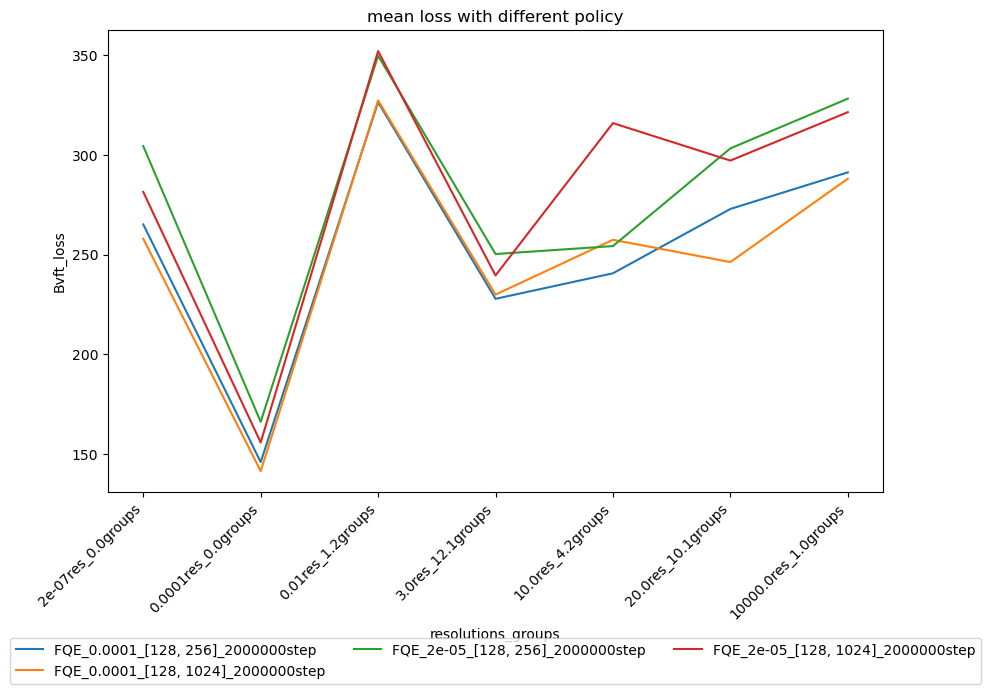 mean loss with different policy
350
300
250
200
150
Bvft_loss
2e-07res_0.0groups
0.0001res_0.0groups
0.01res_1.2groups
3.0res_12.1groups
10.0res_4.2groups
20.0res_10.1groups
10000.0res_1.0groups
resolutions_groups
FQE_0.0001_[128, 256]_2000000step
FQE_0.0001_[128, 1024]_2000000step
FQE_2e-05_[128, 256]_2000000step
FQE_2e-05_[128, 1024]_2000000step